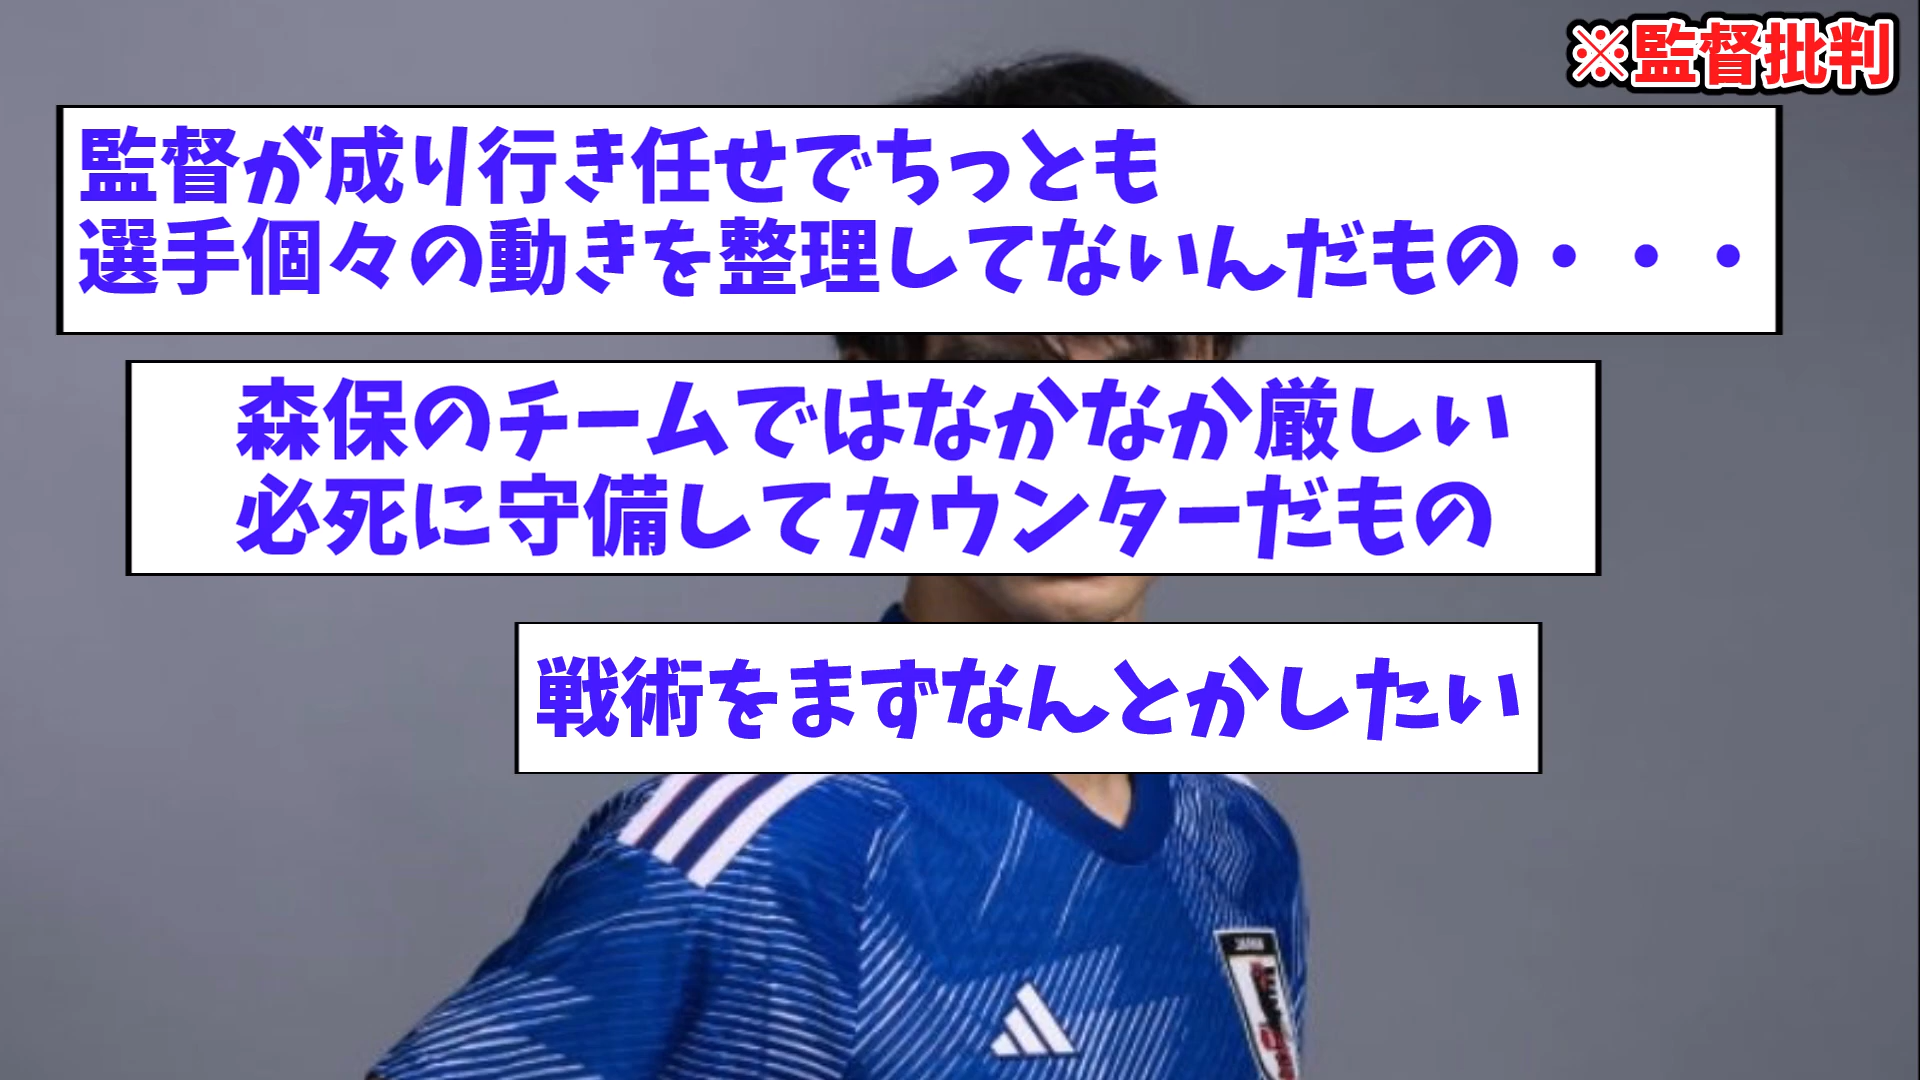 ※監督批判
監督が成り行き任せでちっとも
選手個々の動きを整理してないんだもの・・・
森保のチームではなかなか厳しい
必死に守備してカウンターだもの
戦術をまずなんとかしたい
JAPAN